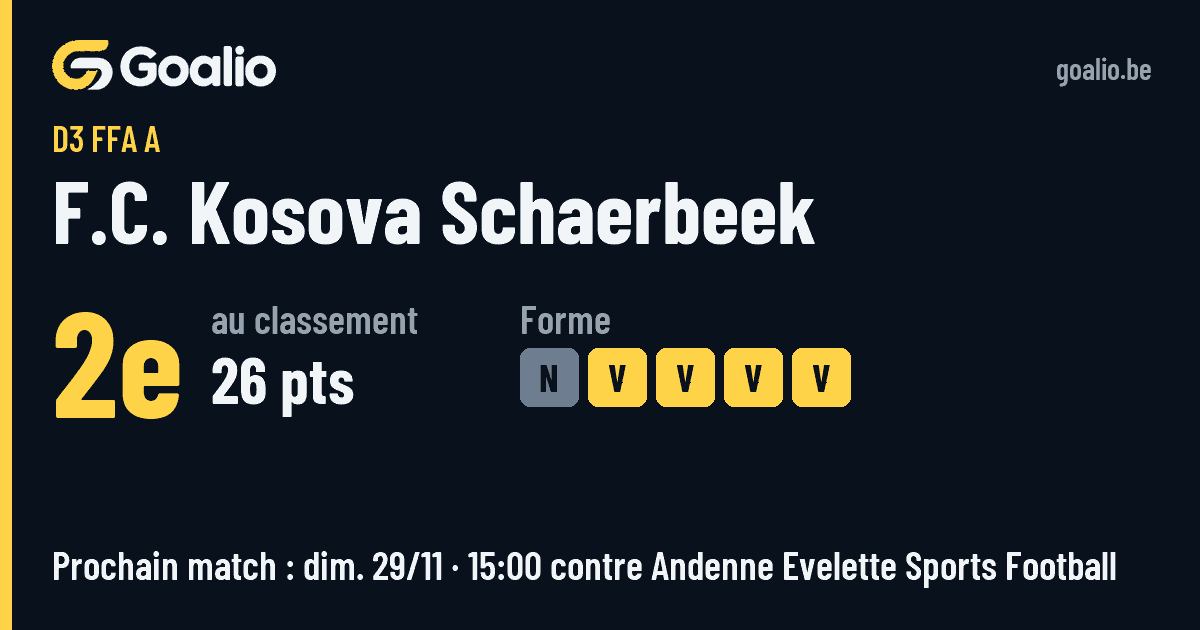 Goalio
goalio.be
D3 FFA A
F.C. Kosova Schaerbeek
2e
au classement
26 pts
Forme
N V V V V
Prochain match : dim. 29/11 · 15:00 contre Andenne Evelette Sports Football